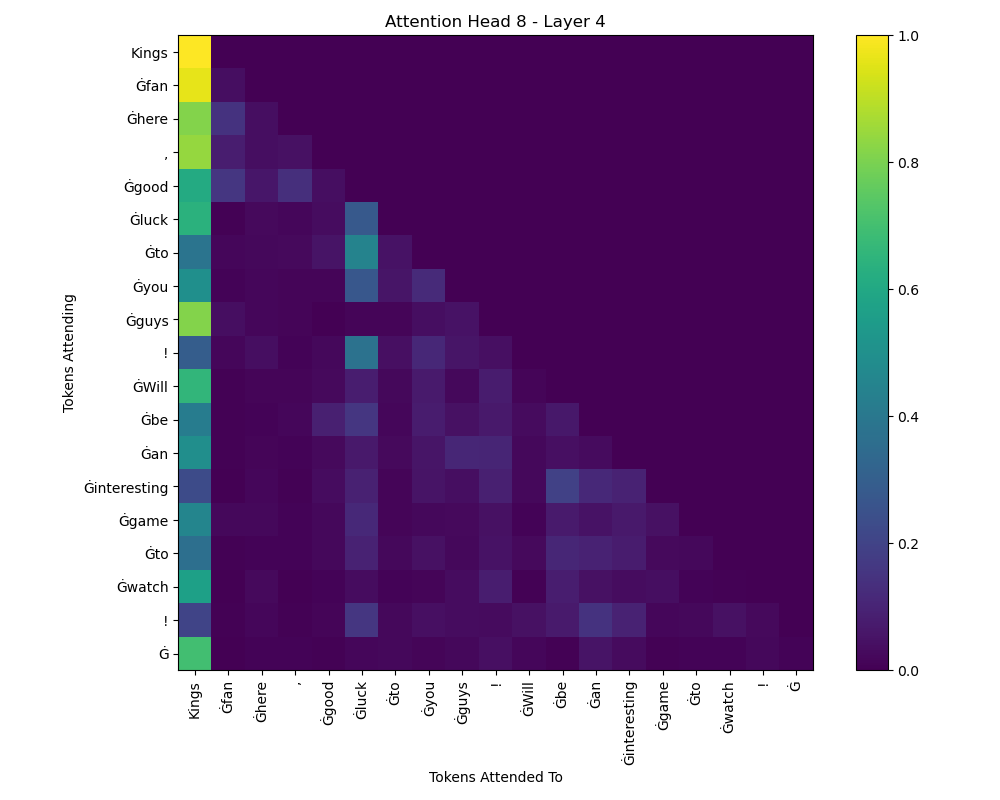 Attention Head 8 - Layer 4
Tokens Attending
Kings
Ġfan
Ġhere
,
Ġgood
Ġluck
Ġto
Ġyou
Ġguys
!
ĠWill
Ġbe
Ġan
Ġinteresting
Ġgame
Ġto
Ġwatch
!
Ġ
Kings
Ġfan
Ġhere
,
Ġgood
Ġluck
Ġto
Ġyou
Ġguys
!
ĠWill
Ġbe
Ġan
Ġinteresting
Ġgame
Ġto
Ġwatch
!
Ġ
Tokens Attended To
1.0
0.8
0.6
0.4
0.2
0.0